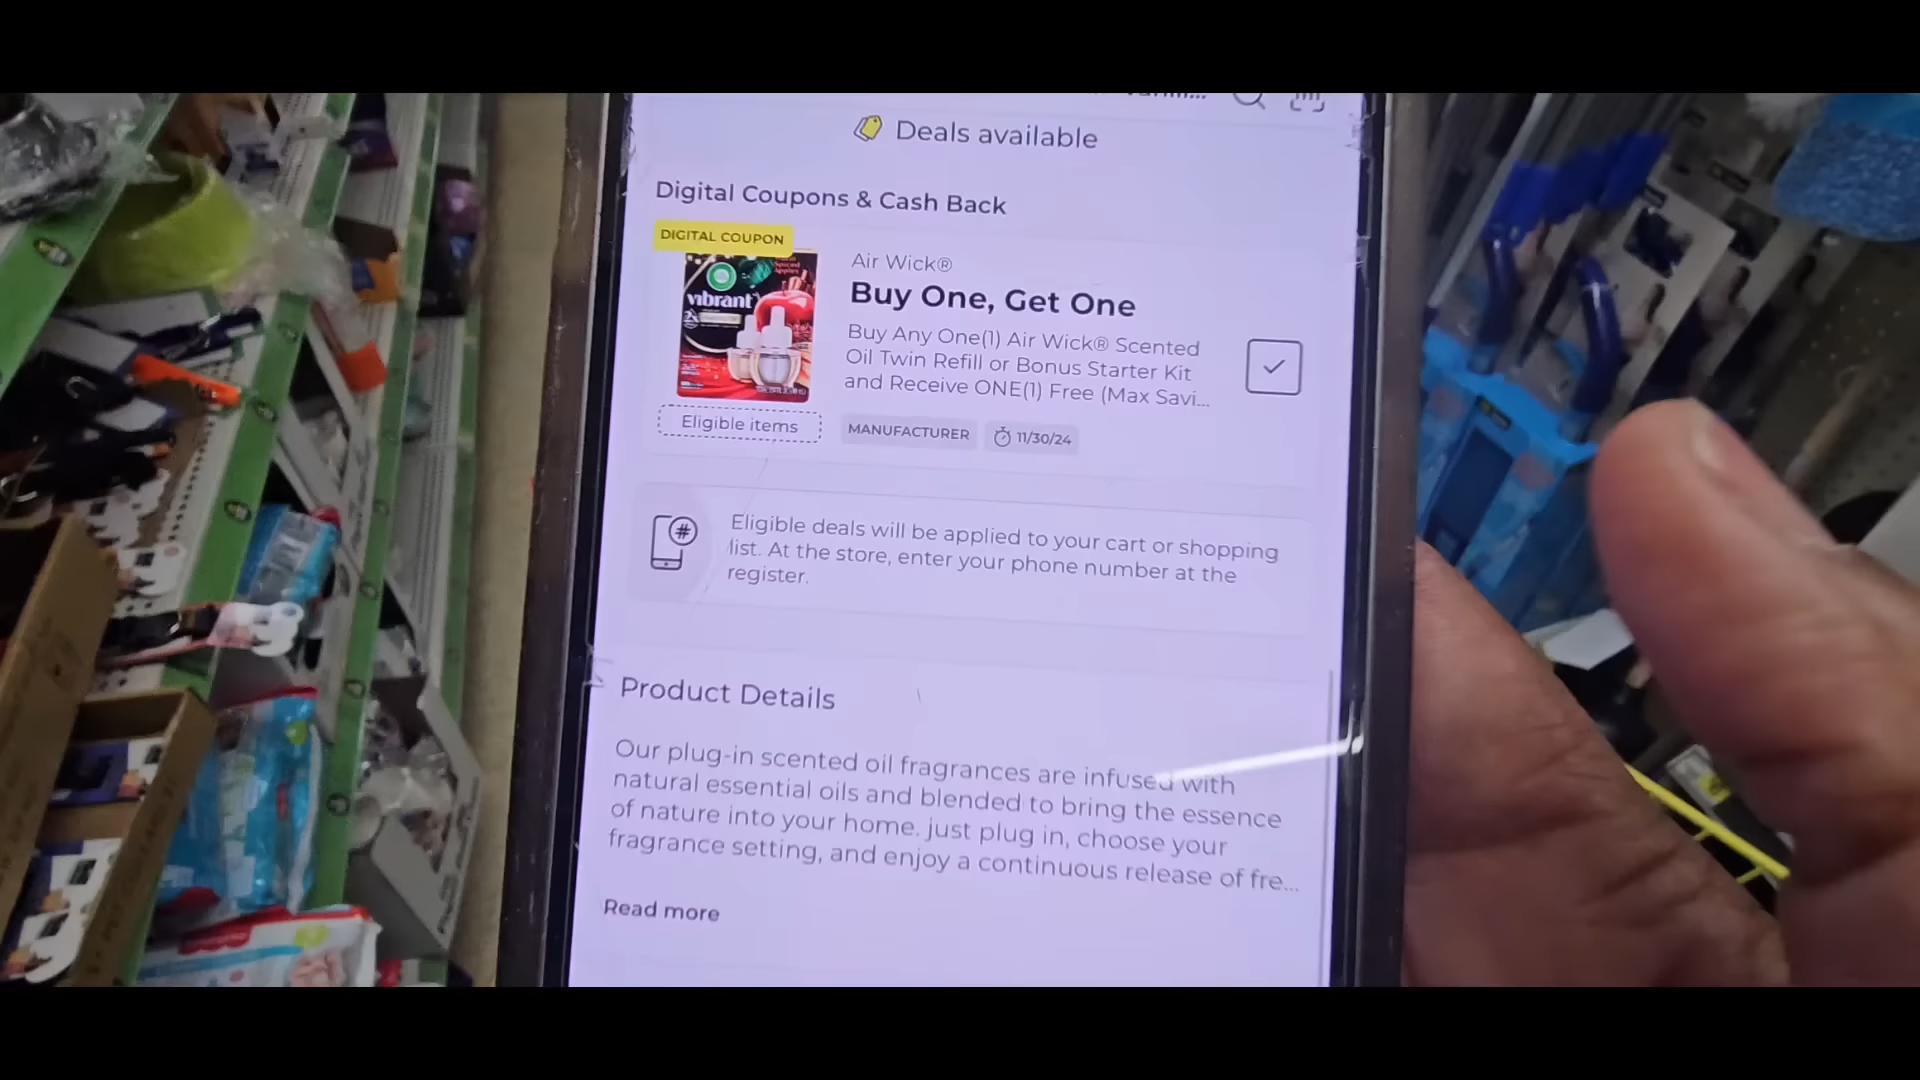 Deals available
Digital Coupons & Cash Back
DIGITAL COUPON
vibrant
Air Wick®
Buy One, Get One
Buy Any One(1) Air Wick® Scented
Oil Twin Refill or Bonus Starter Kit
and Receive ONE(1) Free (Max Savi...
Eligible items
MANUFACTURER
11/30/24
#
Eligible deals will be applied to your cart or shopping
list. At the store, enter your phone number at the
register.
Product Details
Our plug-in scented oil fragrances are infused with
natural essential oils and blended to bring the essence
of nature into your home. just plug in, choose your
fragrance setting, and enjoy a continuous release of fre...
Read more